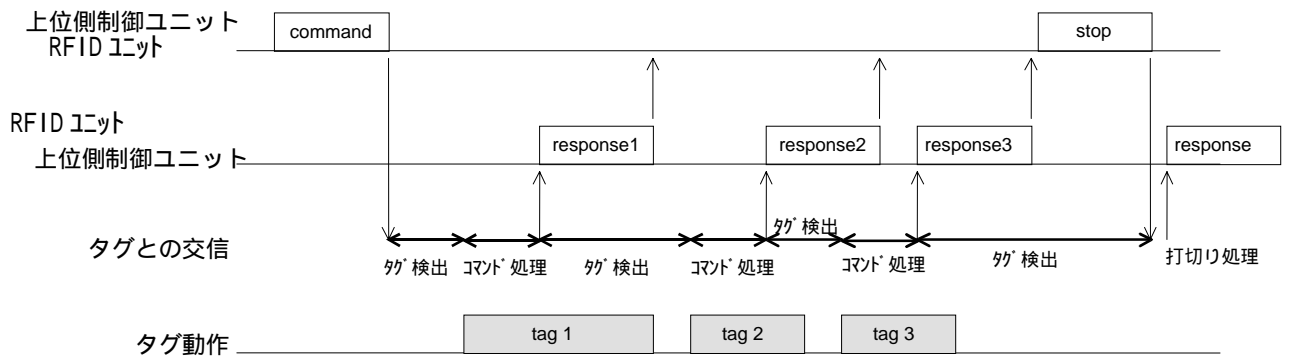 上位側制御ユニット
RFID ﾕﾆｯﾄ
command
stop
RFID ﾕﾆｯﾄ
上位側制御ユニット
response1
response2
response3
response
タグとの交信
ﾀｸﾞ検出
ｺﾏﾝﾄﾞ処理
ﾀｸﾞ検出
ｺﾏﾝﾄﾞ処理
ﾀｸﾞ検出
ｺﾏﾝﾄﾞ処理
ﾀｸﾞ検出
打切り処理
タグ動作
tag 1
tag 2
tag 3